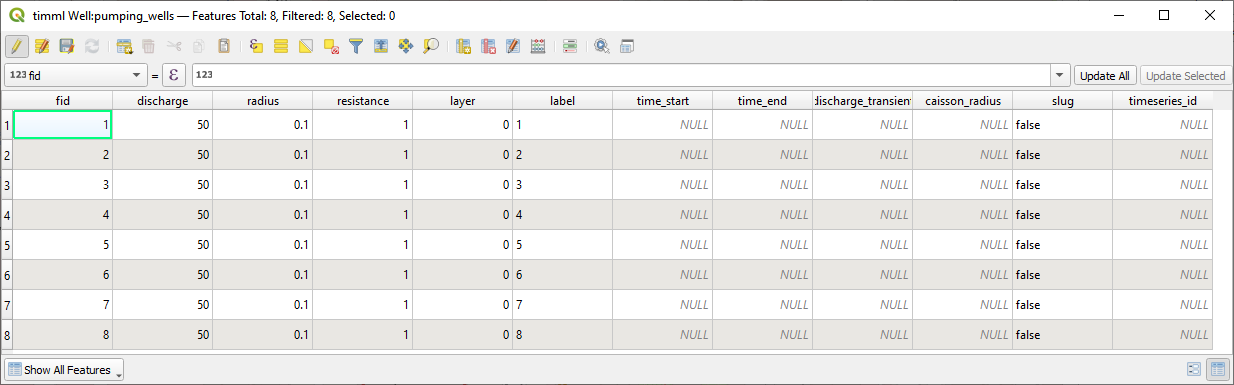 timml Well:pumping_wells — Features Total: 8, Filtered: 8, Selected: 0
123 fid = ε 123 Update All Update Selected
fid discharge radius resistance layer label time_start time_end discharge_transient caisson_radius slug timeseries_id
1 1 50 0.1 1 0 1 NULL NULL NULL NULL false NULL
2 2 50 0.1 1 0 2 NULL NULL NULL NULL false NULL
3 3 50 0.1 1 0 3 NULL NULL NULL NULL false NULL
4 4 50 0.1 1 0 4 NULL NULL NULL NULL false NULL
5 5 50 0.1 1 0 5 NULL NULL NULL NULL false NULL
6 6 50 0.1 1 0 6 NULL NULL NULL NULL false NULL
7 7 50 0.1 1 0 7 NULL NULL NULL NULL false NULL
8 8 50 0.1 1 0 8 NULL NULL NULL NULL false NULL
Show All Features